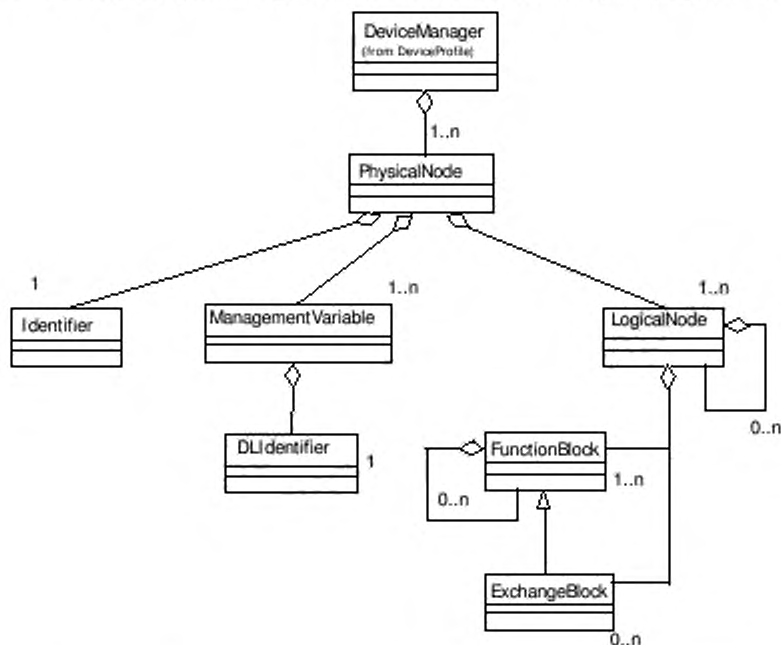 DeviceManager
(from DeviceProfile)
1..n
PhysicalNode
1
1..n
1..n
Identifier
ManagementVariable
LogicalNode
0..n
DLIdentifier
1
FunctionBlock
1..n
0..n
ExchangeBlock
0..n